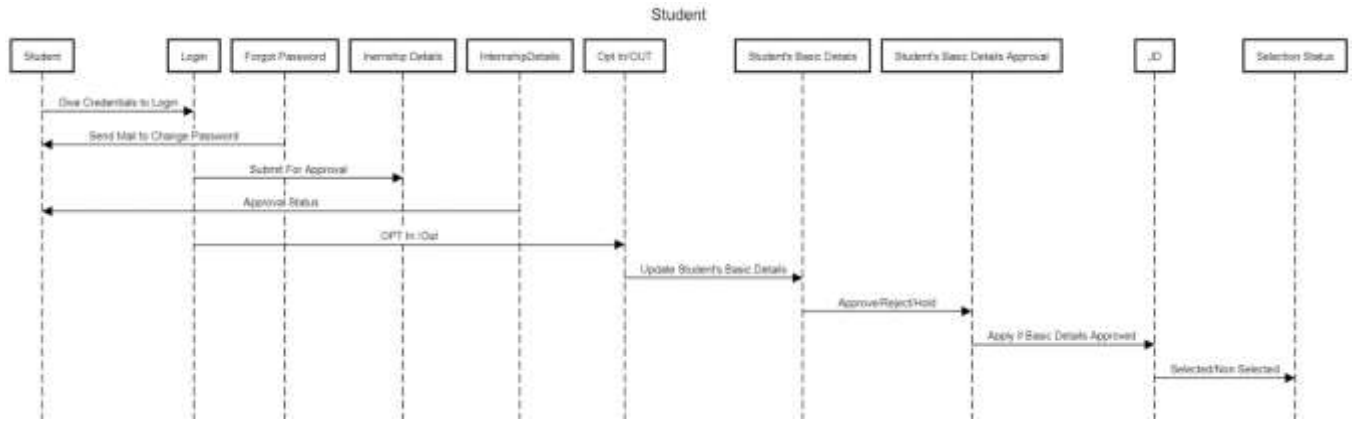 Student
Student
Login
Forgot Password
Inernship Details
InternshipDetails
Opt In/OUT
Student's Basic Details
Student's Basic Details Approval
JD
Selection Status
Give Credentials to Login
Send Mail to Change Password
Submit For Approval
Approval Status
OPT In /Out
Update Student's Basic Details
Approve/Reject/Hold
Apply If Basic Details Approved
Selected/Non Selected